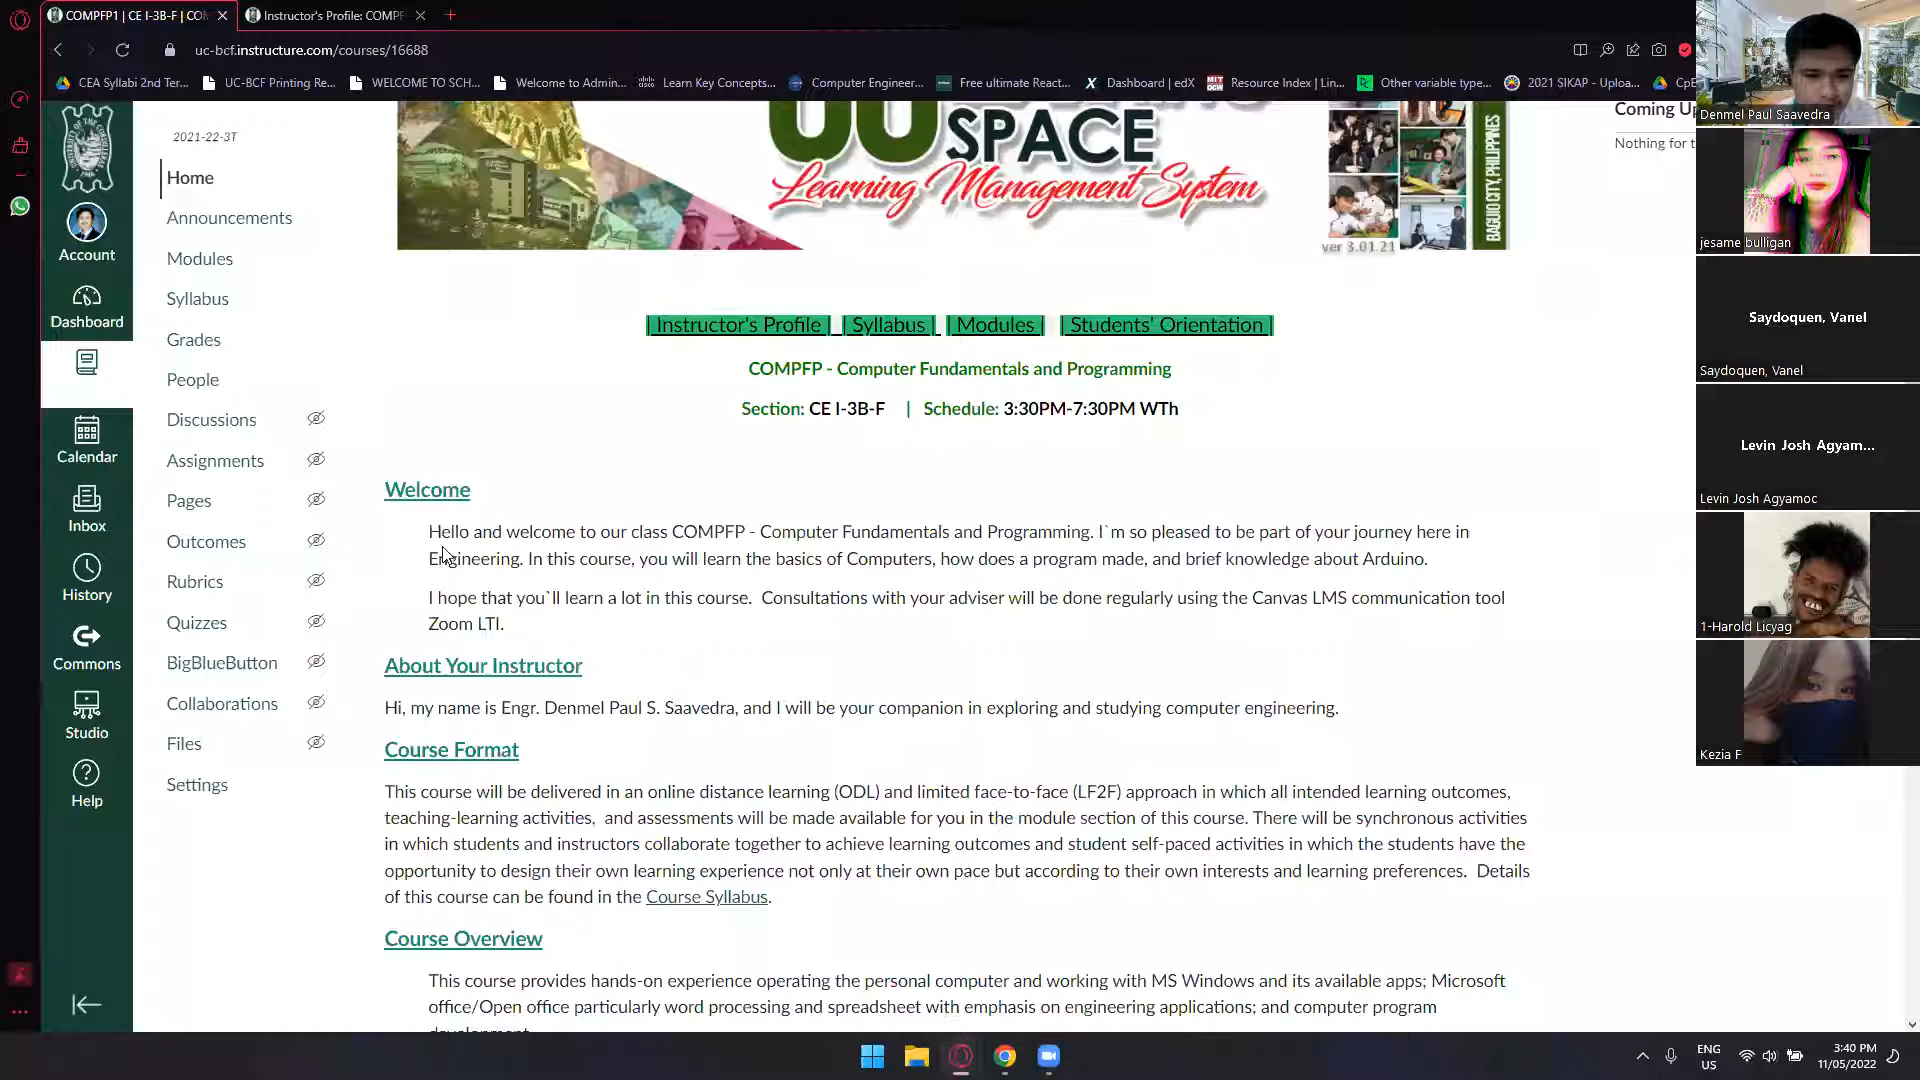 COMPFP1 | CE I-3B-F | CO
Instructor's Profile: COMPF
uc-bcf.instructure.com/courses/16688
CEA Syllabi 2nd Ter...
UC-BCF Printing Re...
WELCOME TO SCH...
Welcome to Admin...
Learn Key Concepts...
Computer Engineer...
Free ultimate React...
Dashboard | edX
Resource Index | Lin...
Other variable type...
2021 SIKAP - Uploa...
CpE
2021-22-3T
Home
Announcements
Modules
Syllabus
Grades
People
Discussions
Assignments
Pages
Outcomes
Rubrics
Quizzes
BigBlueButton
Collaborations
Files
Settings
Account
Dashboard
Calendar
Inbox
History
Commons
Studio
Help
SPACE
Learning Management System
BAGUIO CITY, PHILIPPINES
ver 3.01.21
Coming Up
Nothing for t
| Instructor's Profile | | Syllabus | | Modules | | Students' Orientation |
COMPFP - Computer Fundamentals and Programming
Section: CE I-3B-F | Schedule: 3:30PM-7:30PM WTh
Welcome
Hello and welcome to our class COMPFP - Computer Fundamentals and Programming. I`m so pleased to be part of your journey here in
Engineering. In this course, you will learn the basics of Computers, how does a program made, and brief knowledge about Arduino.
I hope that you`ll learn a lot in this course. Consultations with your adviser will be done regularly using the Canvas LMS communication tool
Zoom LTI.
About Your Instructor
Hi, my name is Engr. Denmel Paul S. Saavedra, and I will be your companion in exploring and studying computer engineering.
Course Format
This course will be delivered in an online distance learning (ODL) and limited face-to-face (LF2F) approach in which all intended learning outcomes,
teaching-learning activities, and assessments will be made available for you in the module section of this course. There will be synchronous activities
in which students and instructors collaborate together to achieve learning outcomes and student self-paced activities in which the students have the
opportunity to design their own learning experience not only at their own pace but according to their own interests and learning preferences. Details
of this course can be found in the Course Syllabus.
Course Overview
This course provides hands-on experience operating the personal computer and working with MS Windows and its available apps; Microsoft
office/Open office particularly word processing and spreadsheet with emphasis on engineering applications; and computer program
development
Denmel Paul Saavedra
jesame bulligan
Saydoquen, Vanel
Saydoquen, Vanel
Levin Josh Agyam...
Levin Josh Agyamoc
1-Harold Licyag
Kezia F
ENG
US
3:40 PM
11/05/2022